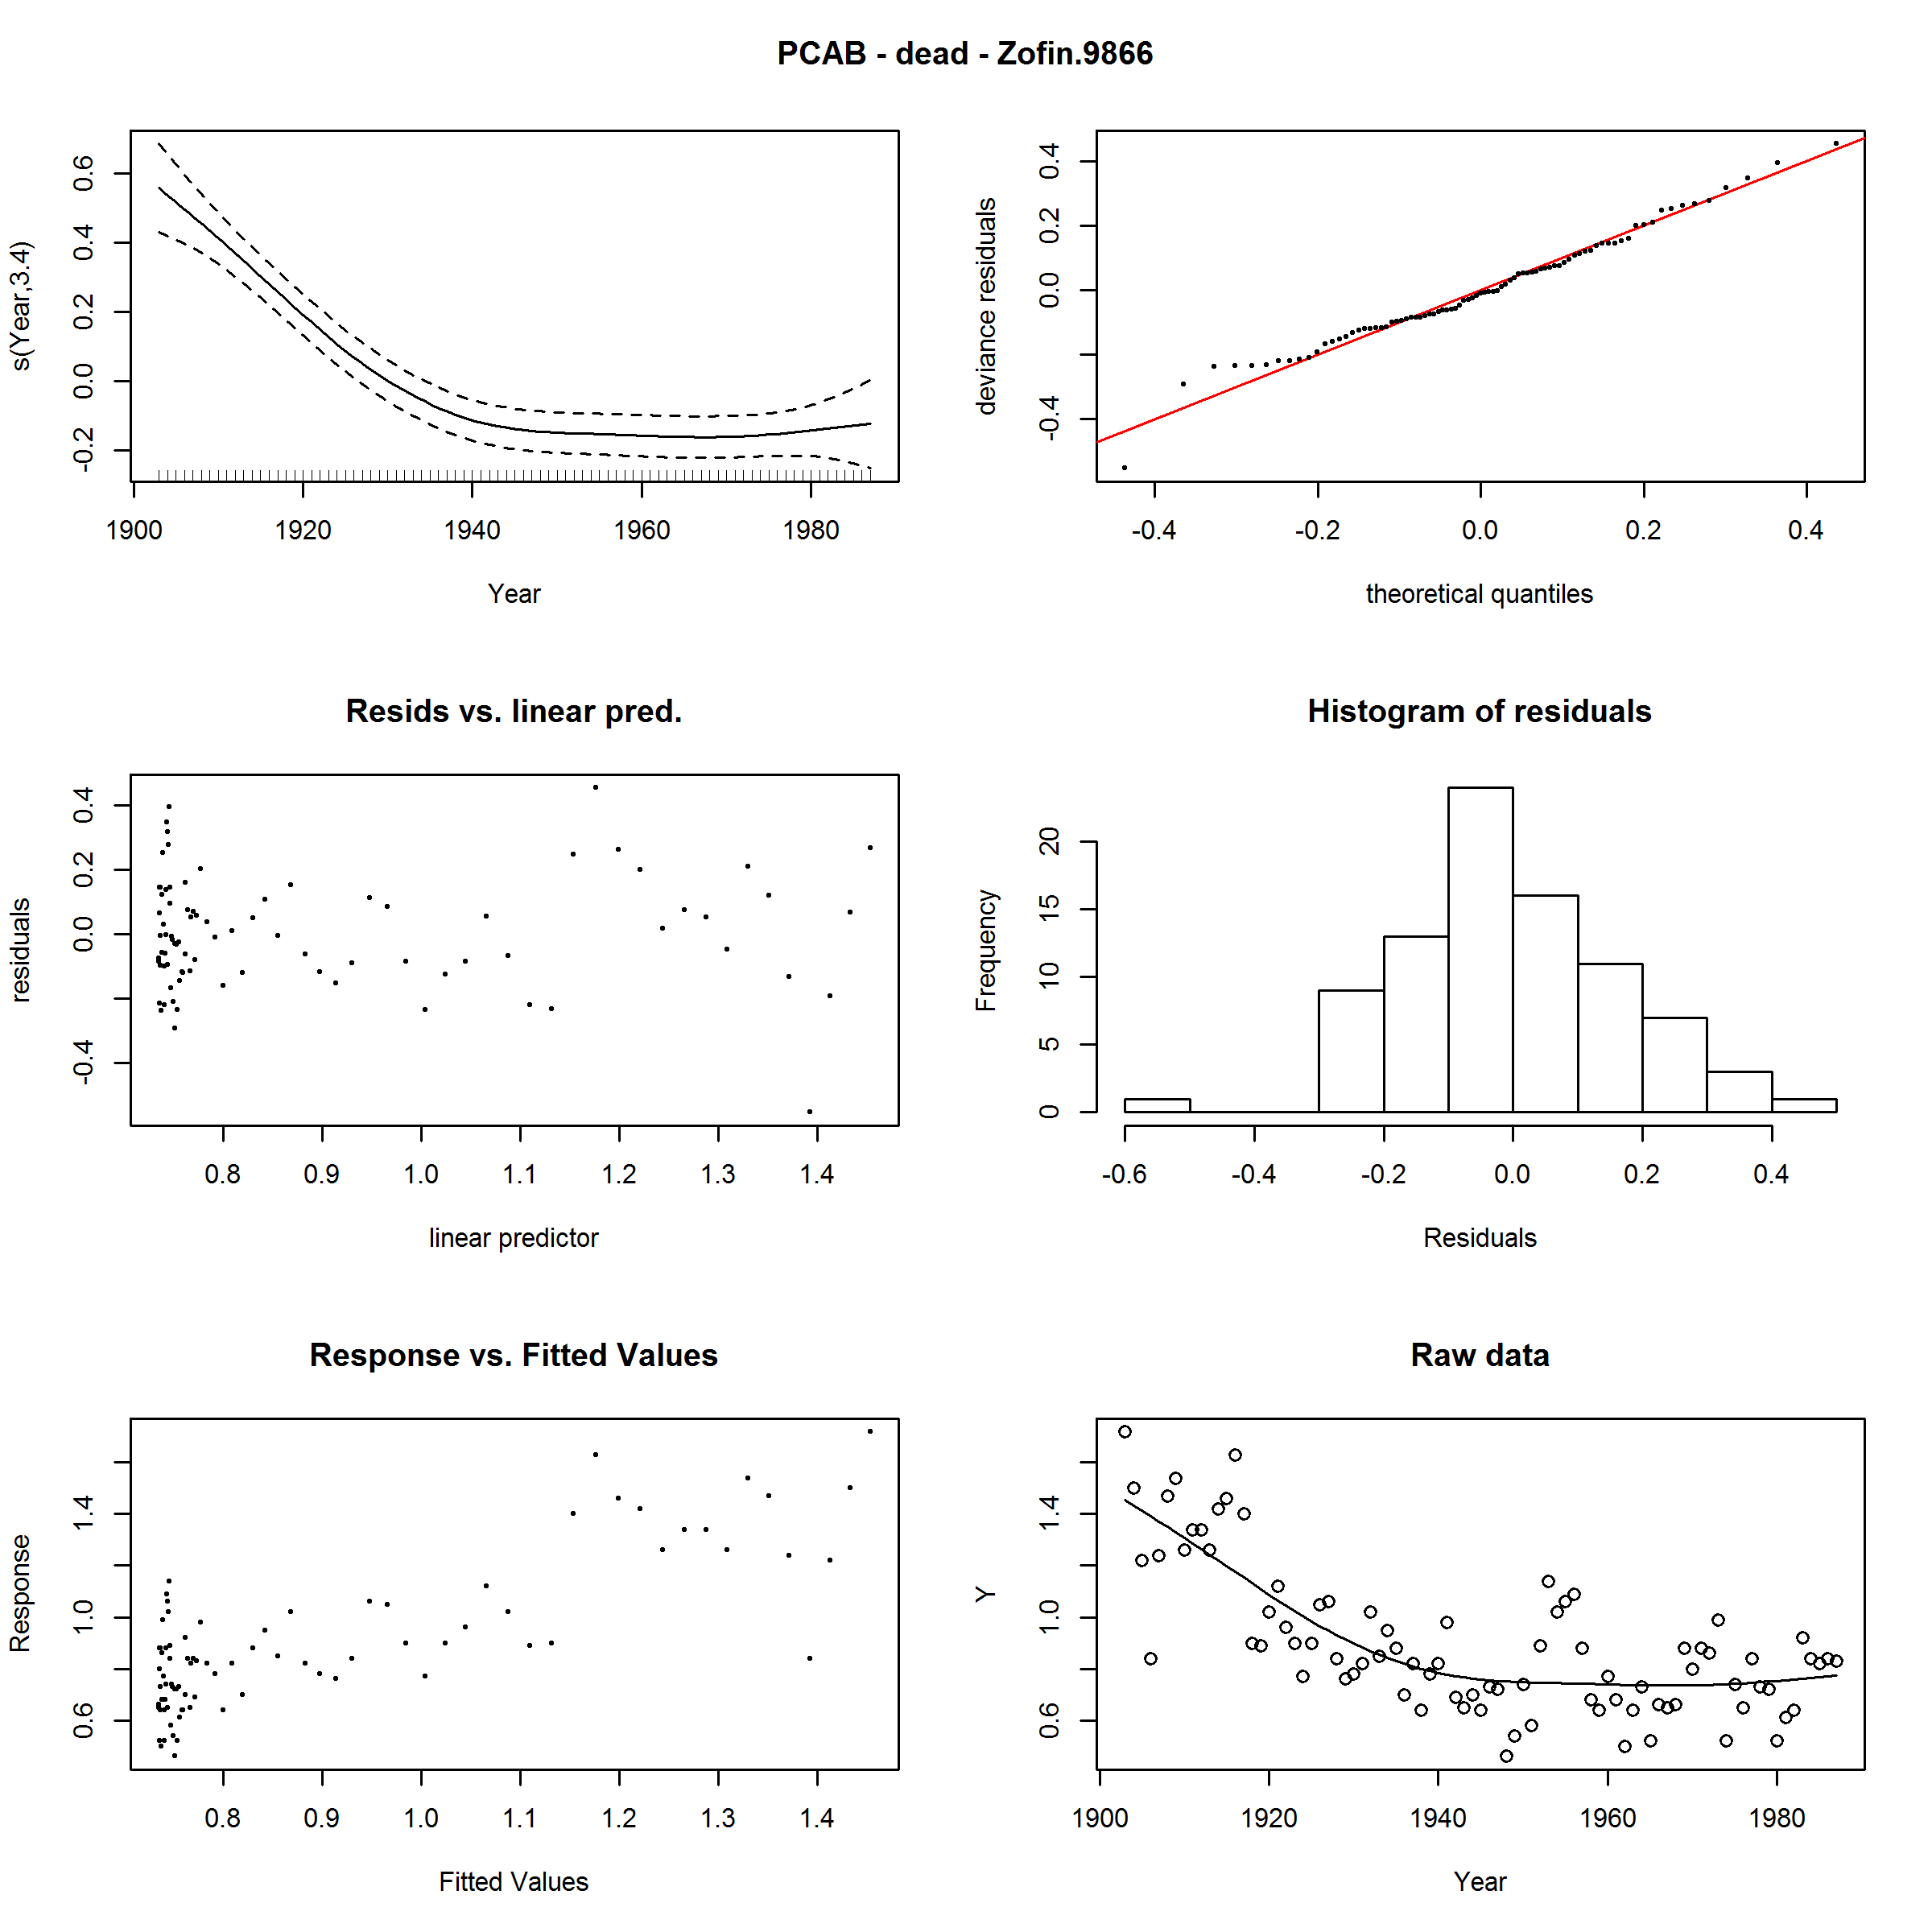 PCAB - dead - Zofin.9866
s(Year,3.4)
-0.2 0.0 0.2 0.4 0.6
1900 1920 1940 1960 1980
Year
deviance residuals
-0.4 0.0 0.2 0.4
-0.4 -0.2 0.0 0.2 0.4
theoretical quantiles
Resids vs. linear pred.
residuals
-0.4 0.0 0.2 0.4
0.8 0.9 1.0 1.1 1.2 1.3 1.4
linear predictor
Histogram of residuals
Frequency
0 5 10 15 20
-0.6 -0.4 -0.2 0.0 0.2 0.4
Residuals
Response vs. Fitted Values
Response
0.6 1.0 1.4
0.8 0.9 1.0 1.1 1.2 1.3 1.4
Fitted Values
Raw data
Y
0.6 1.0 1.4
1900 1920 1940 1960 1980
Year